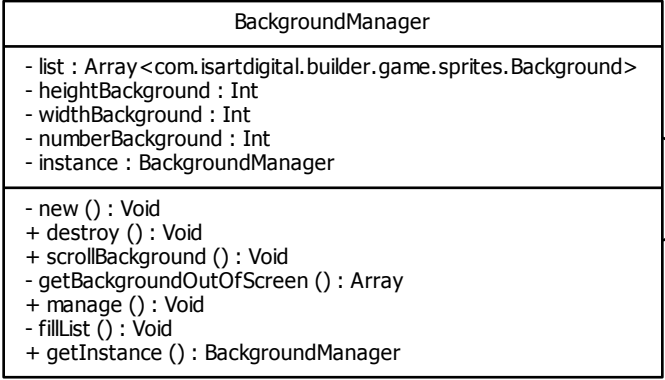 BackgroundManager
- list : Array<com.isartdigital.builder.game.sprites.Background>
- heightBackground : Int
- widthBackground : Int
- numberBackground : Int
- instance : BackgroundManager
- new () : Void
+ destroy () : Void
+ scrollBackground () : Void
- getBackgroundOutOfScreen () : Array
+ manage () : Void
- fillList () : Void
+ getInstance () : BackgroundManager